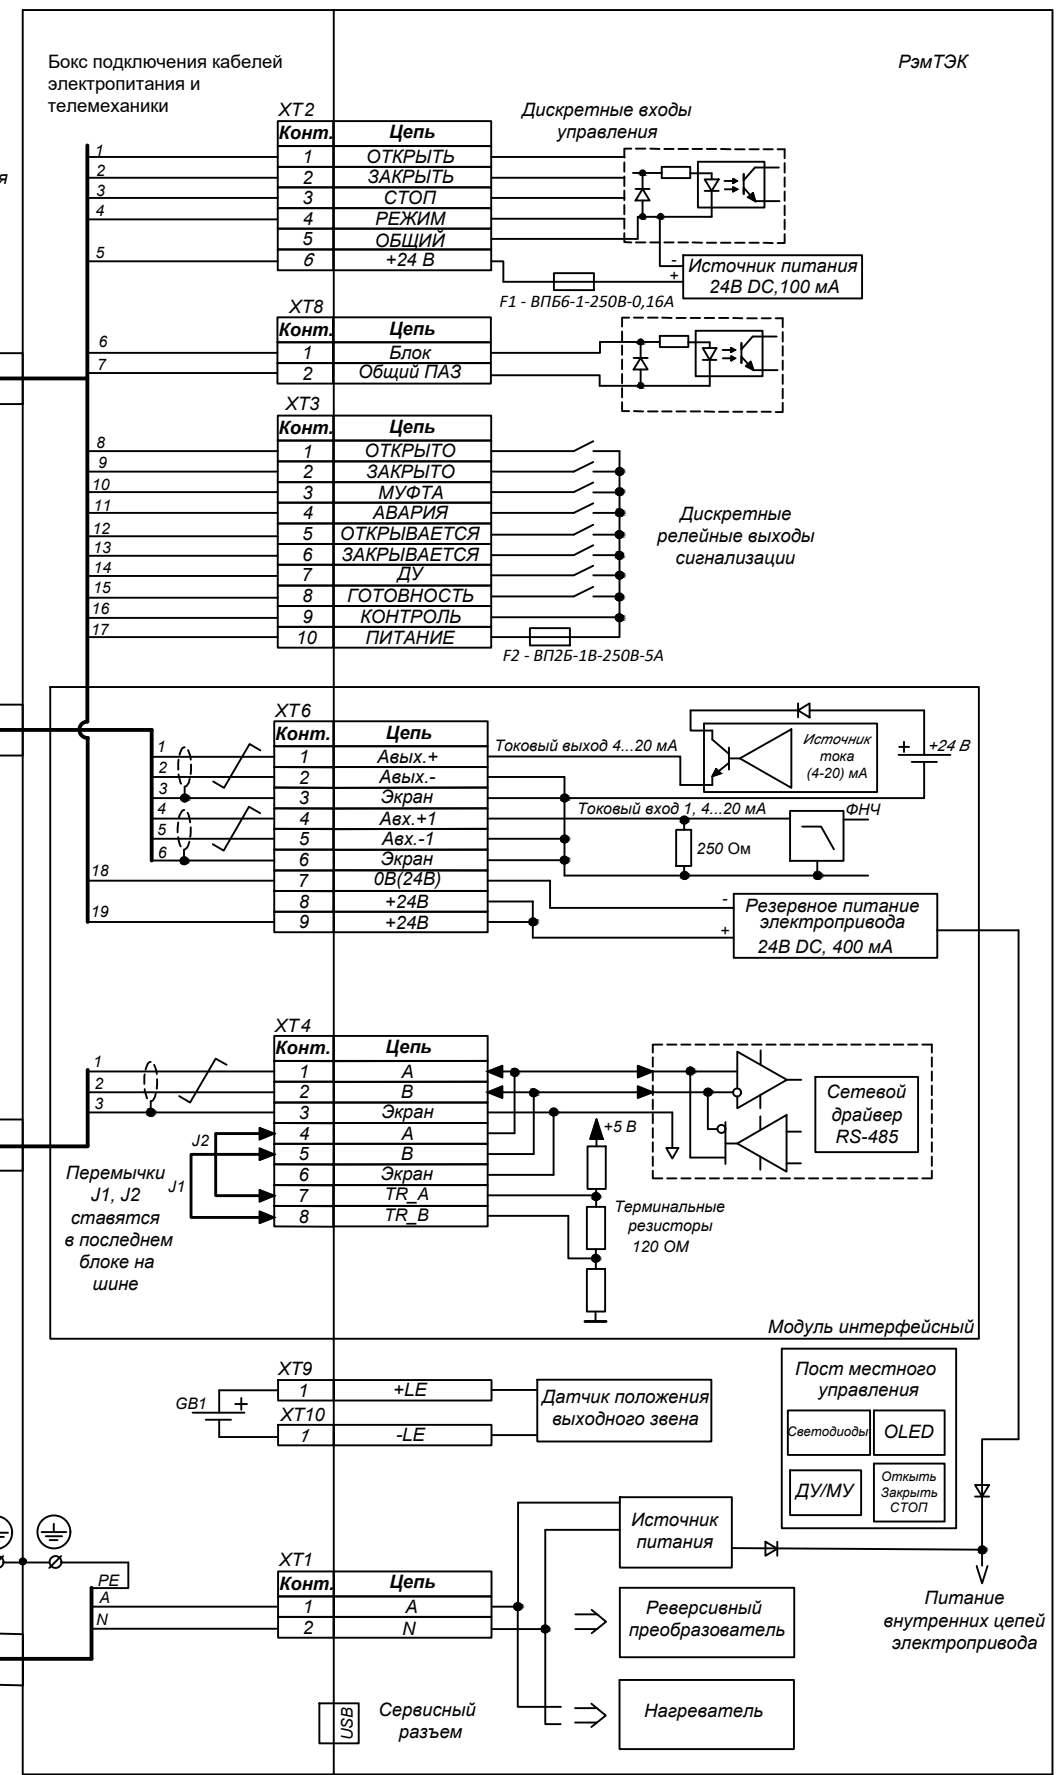 Бокс подключения кабелей
электропитания и
телемеханики
РэмТЭК
я
XT2
Конт. Цепь
1 1 ОТКРЫТЬ
2 2 ЗАКРЫТЬ
3 3 СТОП
4 4 РЕЖИМ
5 ОБЩИЙ
5 6 +24 В
Дискретные входы
управления
-
+
Источник питания
24В DC,100 мА
F1 - ВПБ6-1-250В-0,16А
XT8
Конт. Цепь
6 1 Блок
7 2 Общий ПАЗ
XT3
Конт. Цепь
8 1 ОТКРЫТО
9 2 ЗАКРЫТО
10 3 МУФТА
11 4 АВАРИЯ
12 5 ОТКРЫВАЕТСЯ
13 6 ЗАКРЫВАЕТСЯ
14 7 ДУ
15 8 ГОТОВНОСТЬ
16 9 КОНТРОЛЬ
17 10 ПИТАНИЕ
Дискретные
релейные выходы
сигнализации
F2 - ВП2Б-1В-250В-5А
XT6
Конт. Цепь
1 1 Авых.+
2 2 Авых.-
3 3 Экран
4 4 Авх.+1
5 5 Авх.-1
6 6 Экран
18 7 0В(24В)
8 +24В
19 9 +24В
Токовый выход 4...20 мА
Источник
тока
(4-20) мА
+ +24 В
Токовый вход 1, 4...20 мА
ФНЧ
250 Ом
-
+
Резервное питание
электропривода
24В DC, 400 мА
XT4
Конт. Цепь
1 1 A
2 2 B
3 3 Экран
4 A
5 B
6 Экран
7 TR_A
8 TR_B
J2
J1
Перемычки
J1, J2
ставятся
в последнем
блоке на
шине
+5 В
Сетевой
драйвер
RS-485
Терминальные
резисторы
120 ОМ
Модуль интерфейсный
XT9
1 +LE
XT10
1 -LE
GB1 +
Датчик положения
выходного звена
Пост местного
управления
Светодиоды
OLED
ДУ/МУ
Откыть
Закрыть
СТОП
Источник
питания
PE
A
N
XT1
Конт. Цепь
1 A
2 N
Реверсивный
преобразователь
Питание
внутренних цепей
электропривода
Нагреватель
USB
Сервисный
разъем